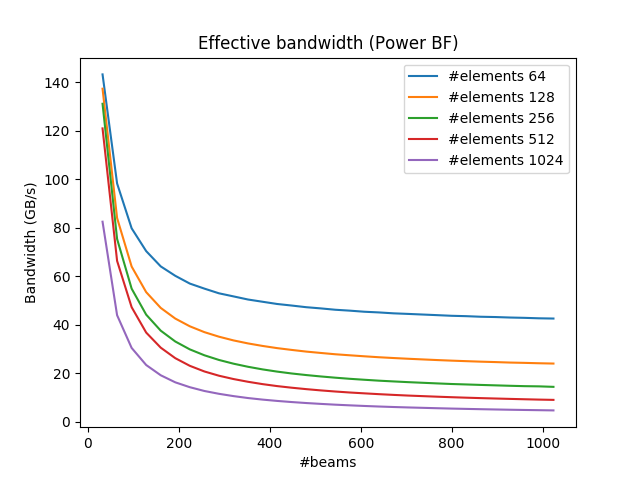 Effective bandwidth (Power BF)
Bandwidth (GB/s)
140
120
100
80
60
40
20
0
#elements 64
#elements 128
#elements 256
#elements 512
#elements 1024
0 200 400 600 800 1000
#beams